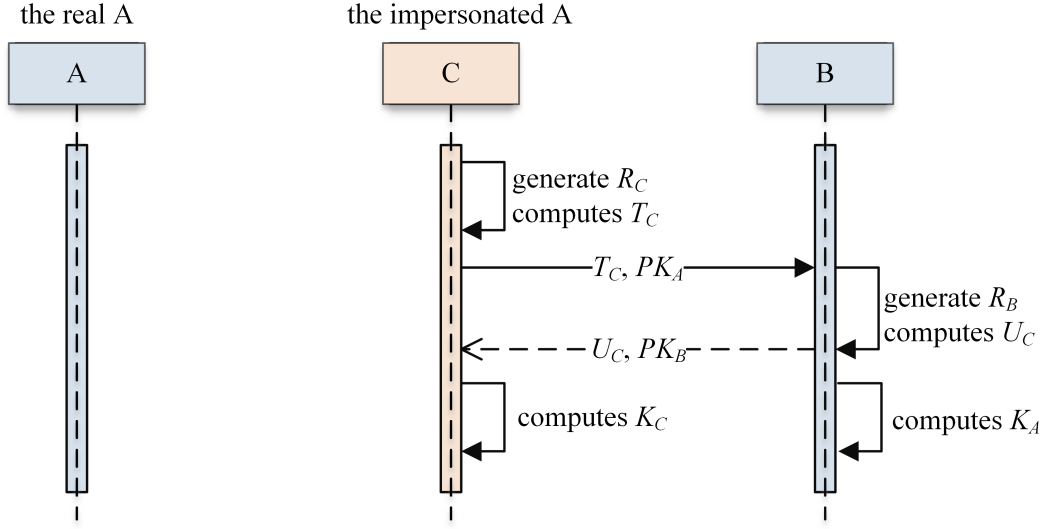 the real A
the impersonated A
A
C
B
generate R_C
computes T_C
T_C, PK_A
generate R_B
computes U_C
U_C, PK_B
computes K_C
computes K_A